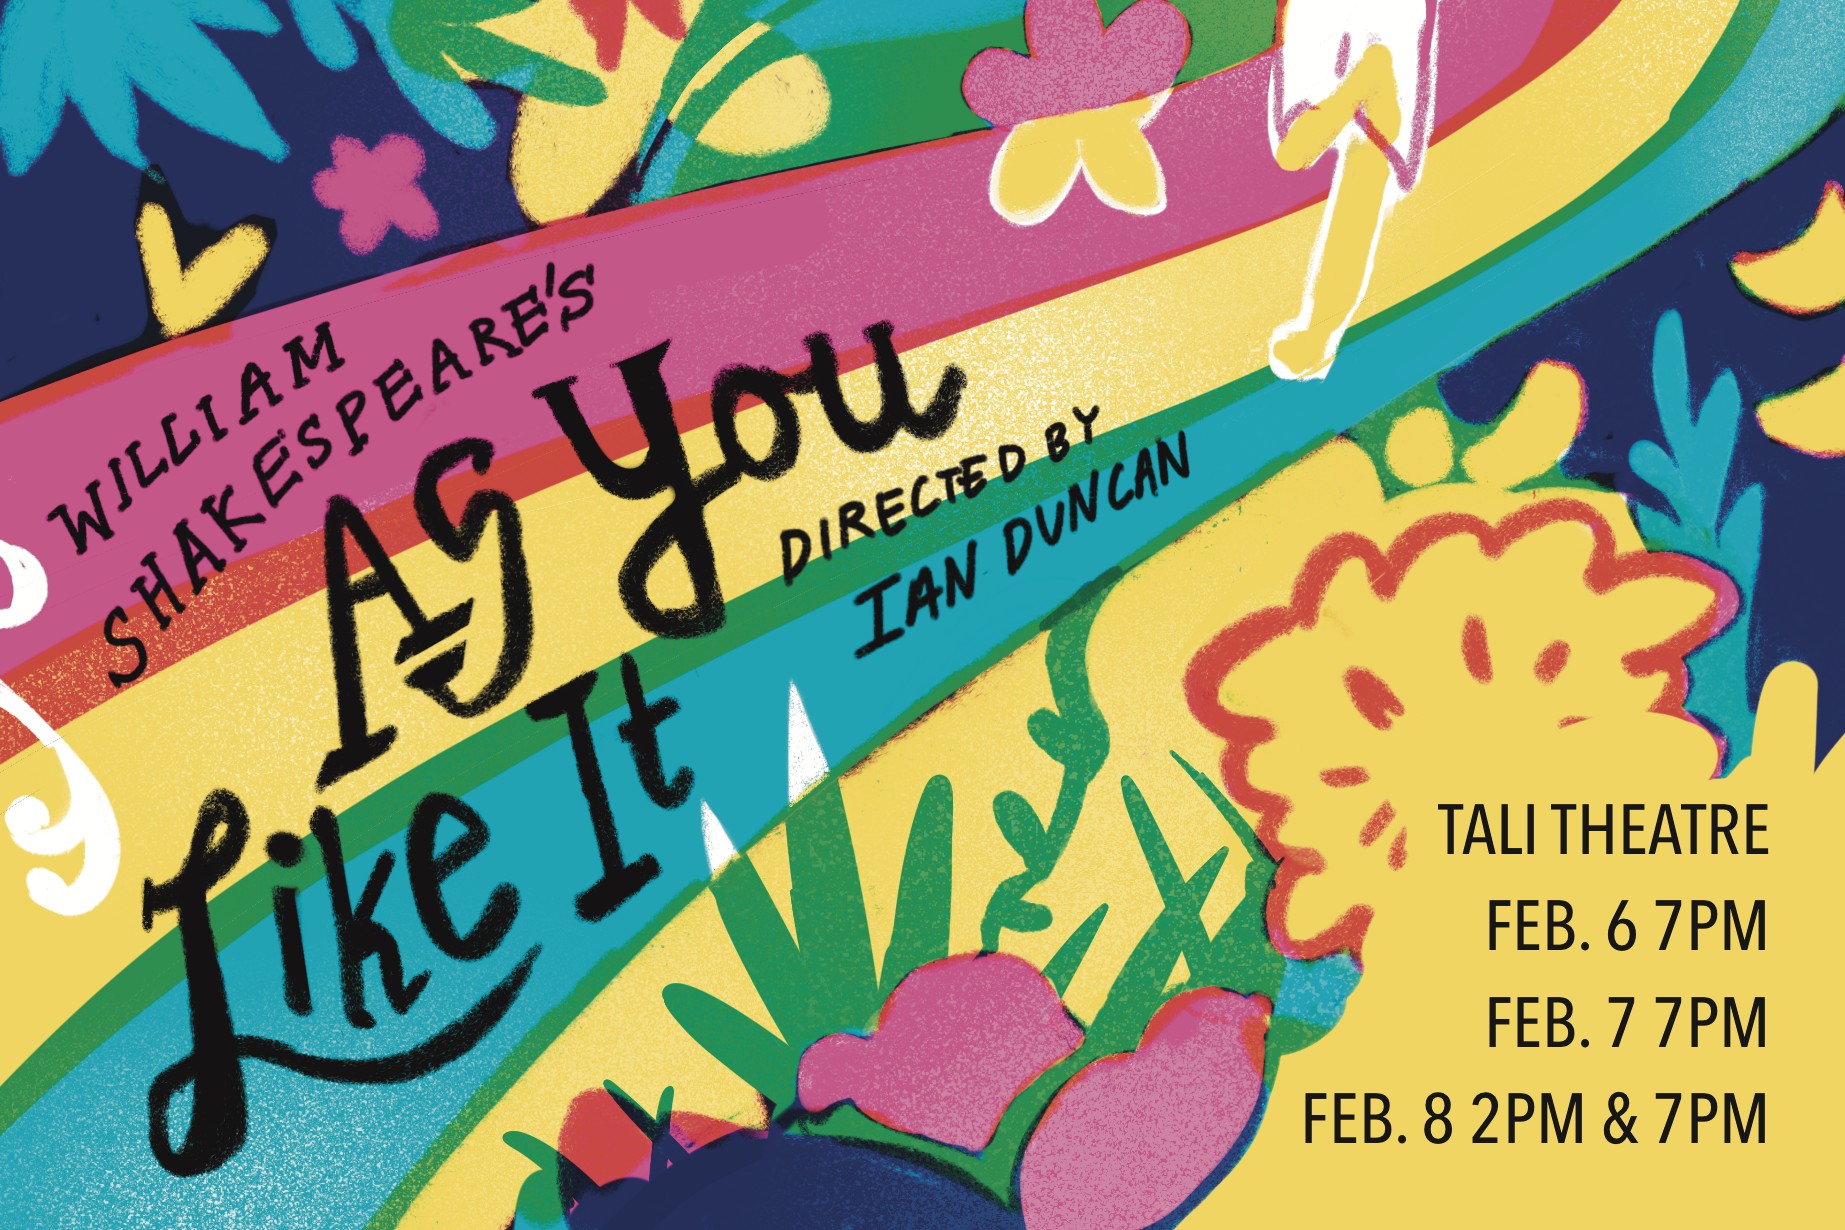 WILLIAM
SHAKESPEARE'S
As You
Like It
DIRECTED BY
IAN DUNCAN
TALI THEATRE
FEB. 6 7PM
FEB. 7 7PM
FEB. 8 2PM & 7PM